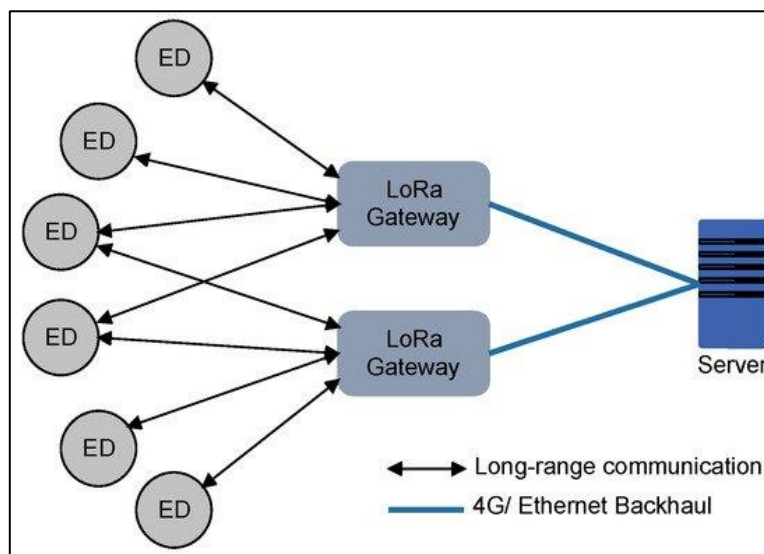 ED
ED
ED
ED
ED
ED
LoRa
Gateway
LoRa
Gateway
Server
Long-range communication
4G/ Ethernet Backhaul